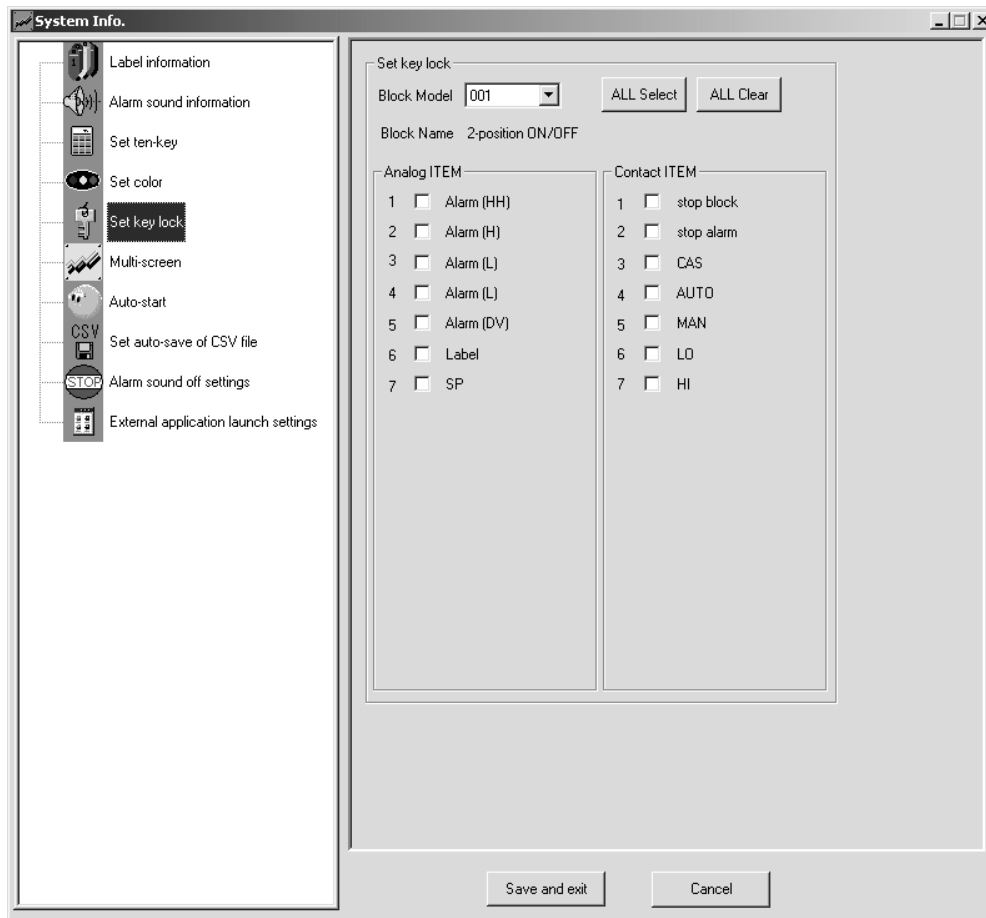 System Info.
Label information
Alarm sound information
Set ten-key
Set color
Set key lock
Multi-screen
Auto-start
CSV
Set auto-save of CSV file
STOP
Alarm sound off settings
External application launch settings
Set key lock
Block Model 001 ALL Select ALL Clear
Block Name 2-position ON/OFF
Analog ITEM
1 Alarm (HH)
2 Alarm (H)
3 Alarm (L)
4 Alarm (L)
5 Alarm (DV)
6 Label
7 SP
Contact ITEM
1 stop block
2 stop alarm
3 CAS
4 AUTO
5 MAN
6 LO
7 HI
Save and exit Cancel